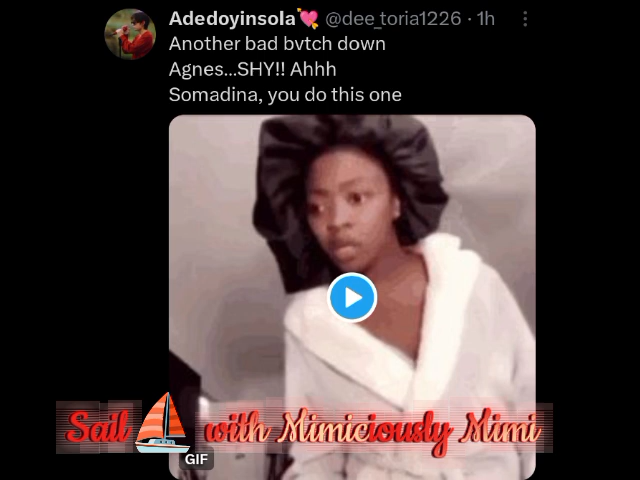 Adedoyinsola💘 @dee_toria1226 · 1h
Another bad bvtch down
Agnes...SHY!! Ahhh
Somadina, you do this one
Sail⛵ with Mimiciously Mimi
GIF